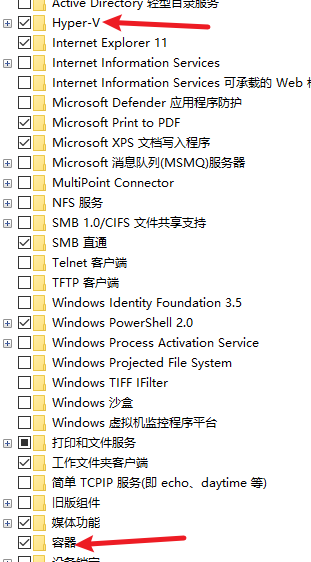 Active Directory 轻型目录服务
Hyper-V
Internet Explorer 11
Internet Information Services
Internet Information Services 可承载的 Web
Microsoft Defender 应用程序防护
Microsoft Print to PDF
Microsoft XPS 文档写入程序
Microsoft 消息队列(MSMQ)服务器
MultiPoint Connector
NFS 服务
SMB 1.0/CIFS 文件共享支持
SMB 直通
Telnet 客户端
TFTP 客户端
Windows Identity Foundation 3.5
Windows PowerShell 2.0
Windows Process Activation Service
Windows Projected File System
Windows TIFF IFilter
Windows 沙盒
Windows 虚拟机监控程序平台
打印和文件服务
工作文件夹客户端
简单 TCPIP 服务(即 echo、daytime 等)
旧版组件
媒体功能
容器
设备锁定